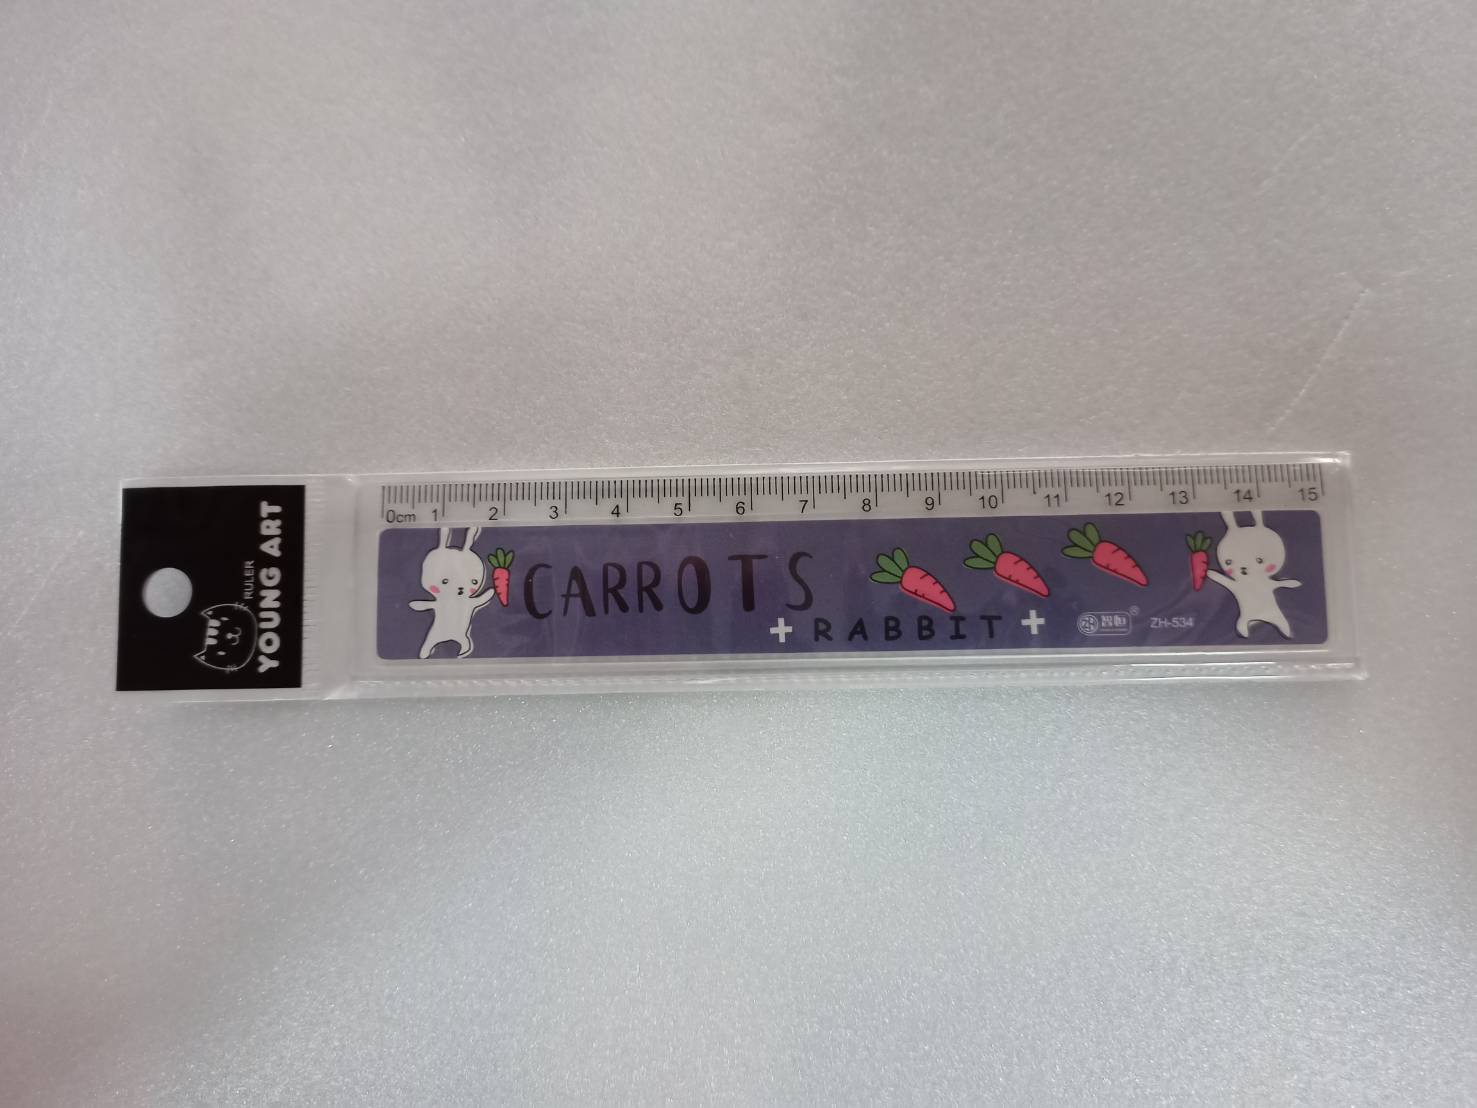 RULER
YOUNG ART
0cm 1 2 3 4 5 6 7 8 9 10 11 12 13 14 15
CARROTS
+ RABBIT +
ZH-534